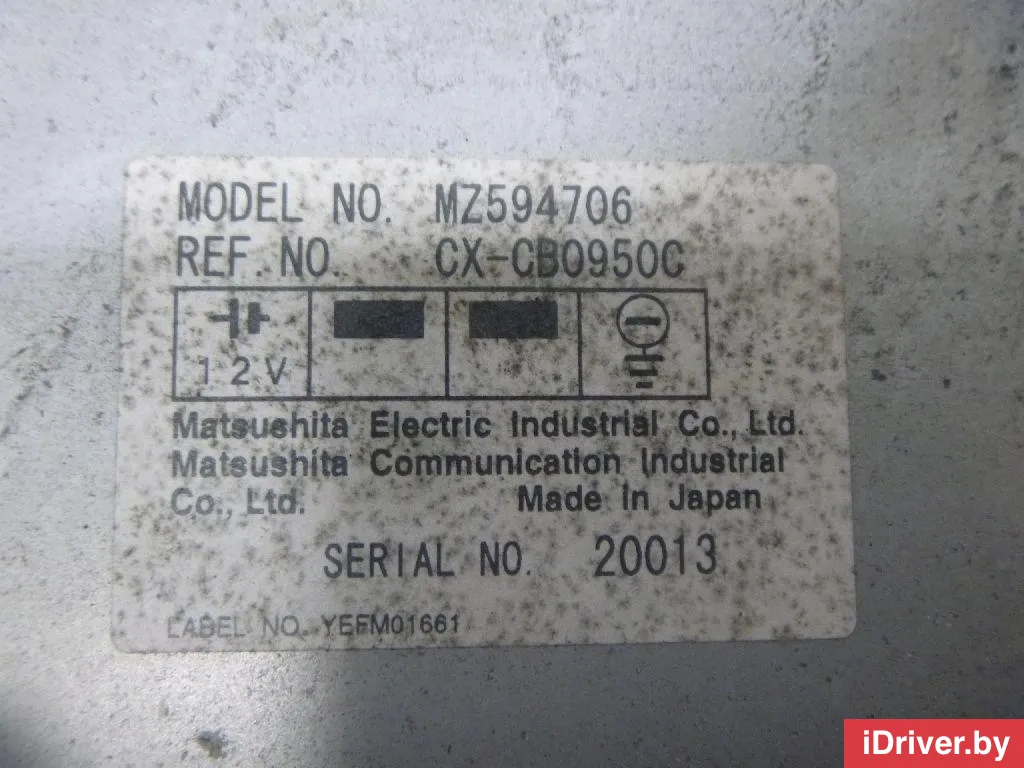 MODEL NO. MZ594706
REF. NO. CX-CB0950C
12V
Matsushita Electric Industrial Co., Ltd.
Matsushita Communication Industrial
Co., Ltd. Made in Japan
SERIAL NO. 20013
LABEL NO. YEFM01661
iDriver.by